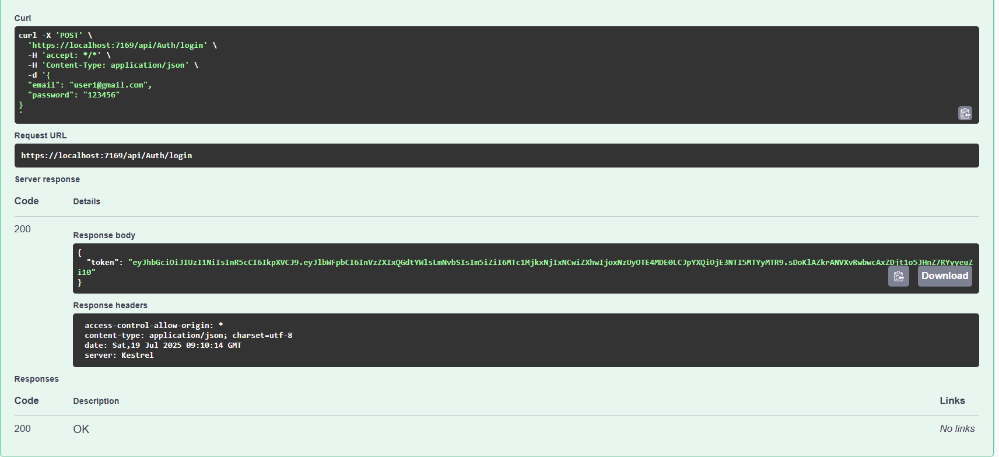 Curl
curl -X 'POST' \
'https://localhost:7169/api/Auth/login' \
-H 'accept: */*' \
-H 'Content-Type: application/json' \
-d '{
"email": "user1@gmail.com",
"password": "123456"
}
'
Request URL
https://localhost:7169/api/Auth/login
Server response
Code Details
200
Response body
{
"token": "eyJhbGciOiJIUzI1NiIsInR5cCI6IkpXVCJ9.eyJlbWFpbCI6InVzZXIxQGdtYWlsLmNvbSIsIm5iZiI6MTc1MjkxNjIxNCwiZXhwIjoxNzUyOTE4MDE0LCJpYXQiOjE3NTI5MTYyMTR9.sDoKlAZkrANVXvRwbwcAxZDjt1o5JHnZ7RYyyeuZ
i10"
}
Download
Response headers
access-control-allow-origin: *
content-type: application/json; charset=utf-8
date: Sat,19 Jul 2025 09:10:14 GMT
server: Kestrel
Responses
Code Description Links
200 OK No links